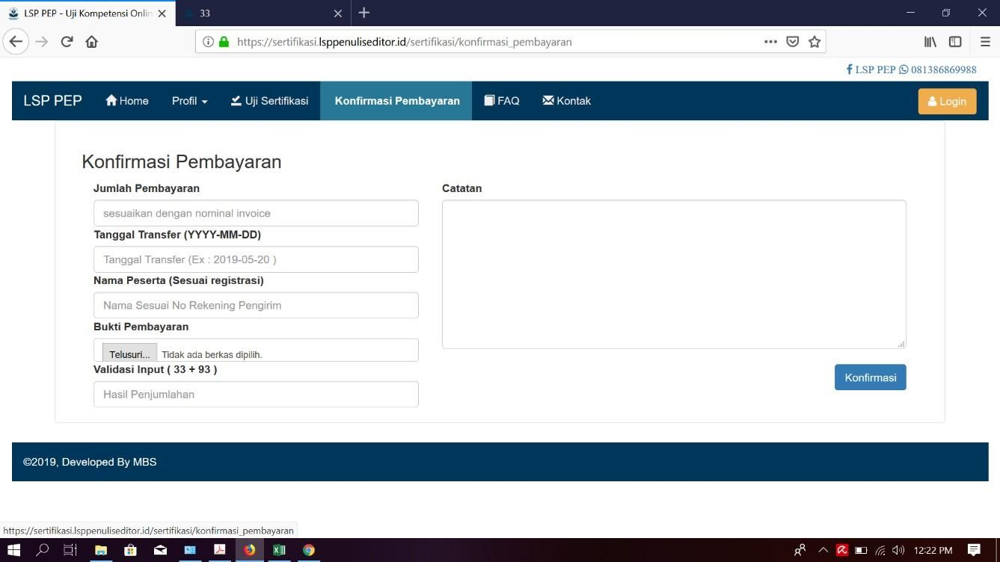 LSP PEP - Uji Kompetensi Onlin
33
https://sertifikasi.lsppenuliseditor.id/sertifikasi/konfirmasi_pembayaran
LSP PEP 081386869988
LSP PEP Home Profil Uji Sertifikasi Konfirmasi Pembayaran FAQ Kontak Login
Konfirmasi Pembayaran
Jumlah Pembayaran
sesuaikan dengan nominal invoice
Tanggal Transfer (YYYY-MM-DD)
Tanggal Transfer (Ex : 2019-05-20 )
Nama Peserta (Sesuai registrasi)
Nama Sesuai No Rekening Pengirim
Bukti Pembayaran
Telusuri... Tidak ada berkas dipilih.
Validasi Input ( 33 + 93 )
Hasil Penjumlahan
Catatan
Konfirmasi
©2019, Developed By MBS
https://sertifikasi.lsppenuliseditor.id/sertifikasi/konfirmasi_pembayaran
12:22 PM